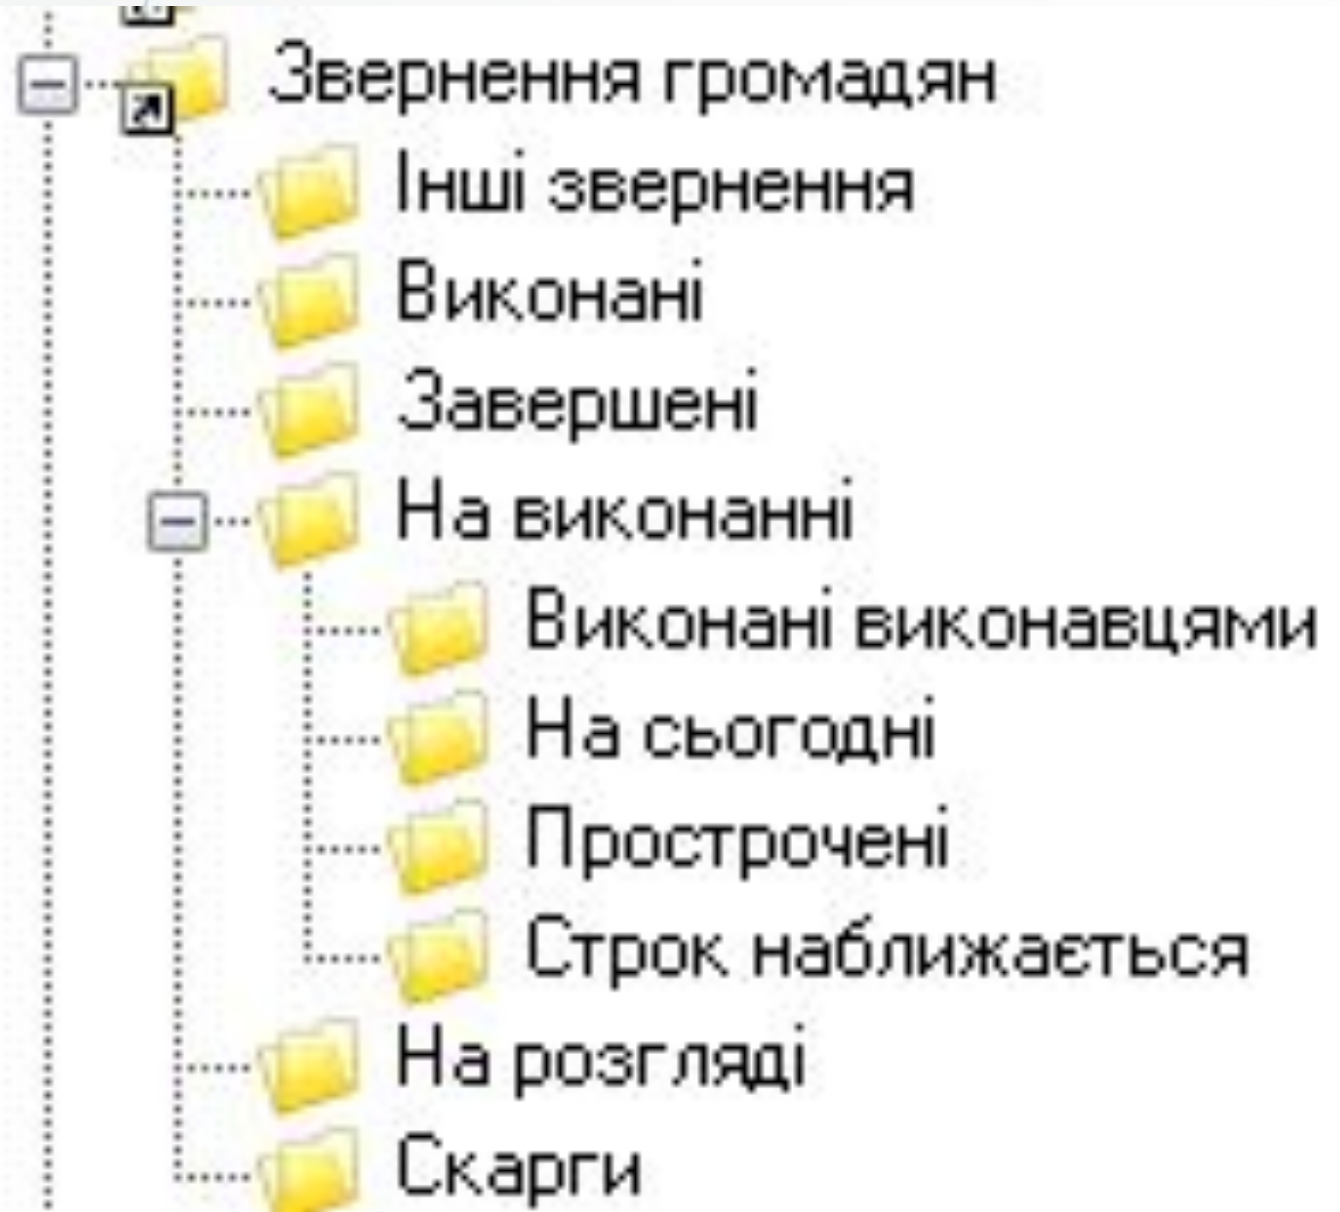 Звернення громадян
Інші звернення
Виконані
Завершені
На виконанні
Виконані виконавцями
На сьогодні
Прострочені
Строк наближається
На розгляді
Скарги